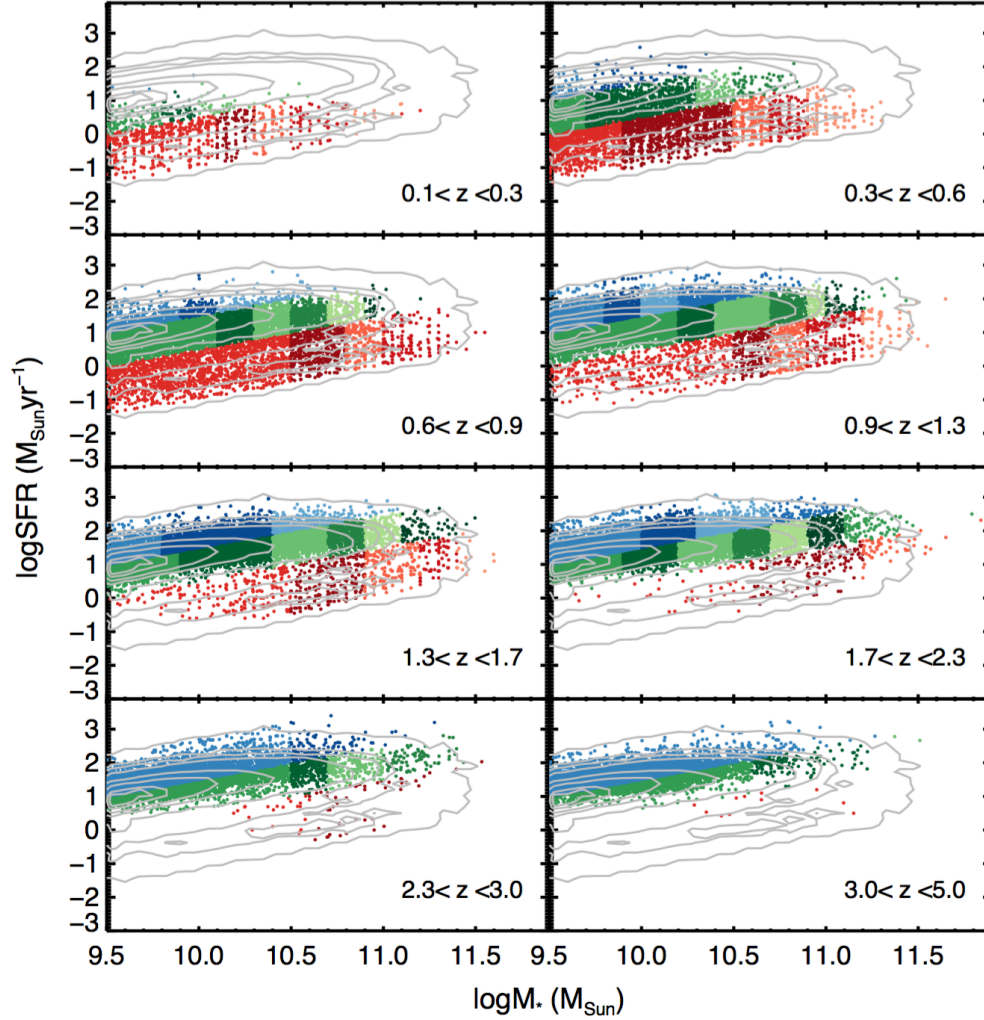 3
2
1
0
−1
−2
−3
0.1< z <0.3
0.3< z <0.6
3
2
1
0
−1
−2
−3
0.6< z <0.9
0.9< z <1.3
3
2
1
0
−1
−2
−3
1.3< z <1.7
1.7< z <2.3
3
2
1
0
−1
−2
−3
2.3< z <3.0
3.0< z <5.0
9.5 10.0 10.5 11.0 11.5 9.5 10.0 10.5 11.0 11.5
logSFR (M_Sun yr⁻¹)
logM_* (M_Sun)